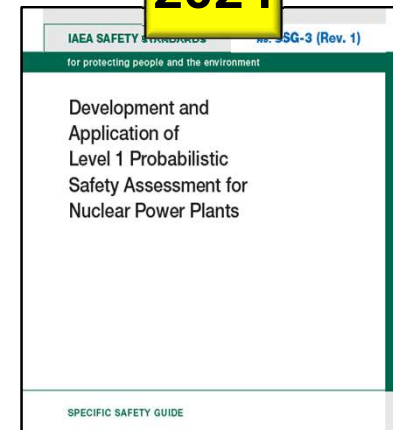 2021
IAEA SAFETY STANDARDS
No. SSG-3 (Rev. 1)
for protecting people and the environment
Development and
Application of
Level 1 Probabilistic
Safety Assessment for
Nuclear Power Plants
SPECIFIC SAFETY GUIDE